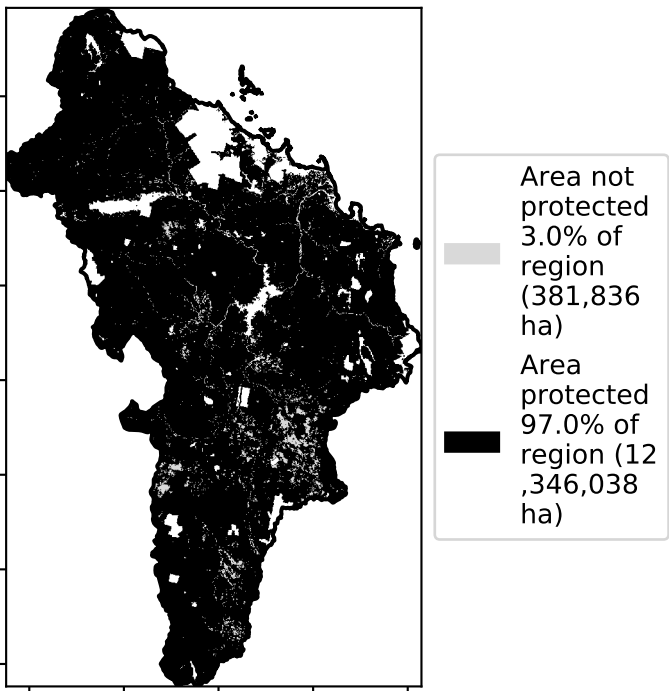 Area not
protected
3.0% of
region
(381,836
ha)
Area
protected
97.0% of
region (12
,346,038
ha)